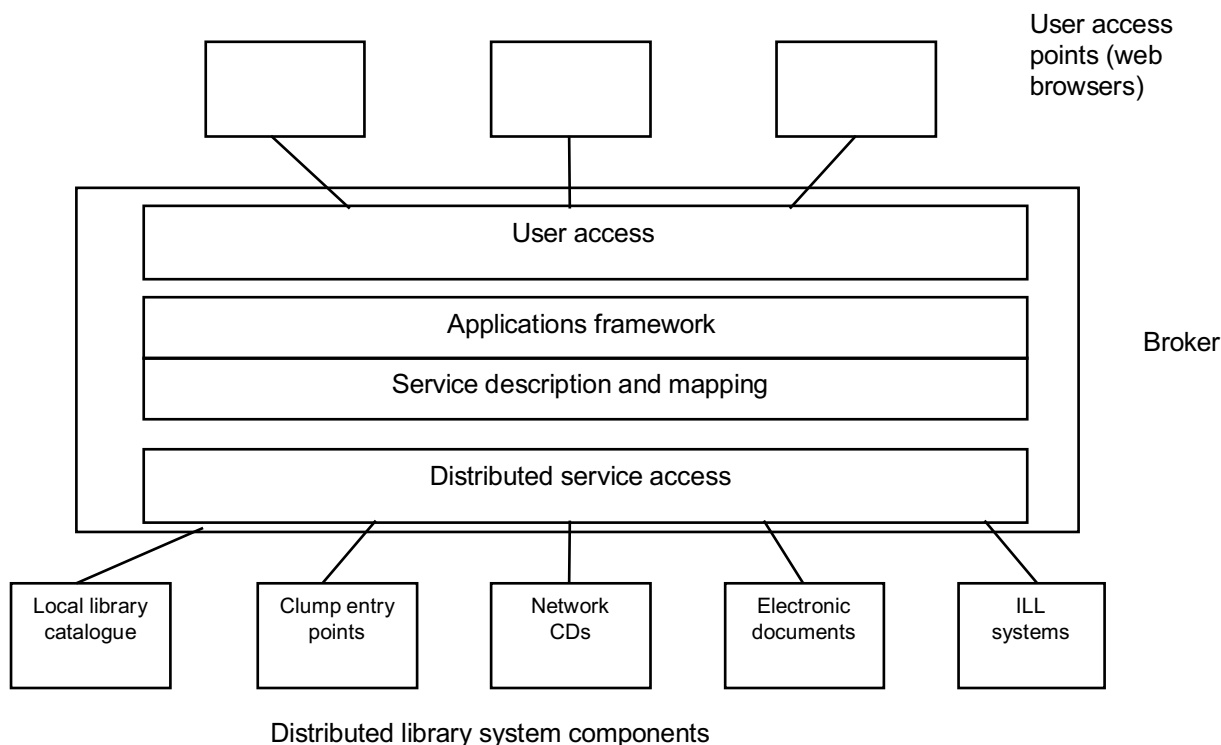 User access
points (web
browsers)
User access
Applications framework
Broker
Service description and mapping
Distributed service access
Local library
catalogue
Clump entry
points
Network
CDs
Electronic
documents
ILL
systems
Distributed library system components